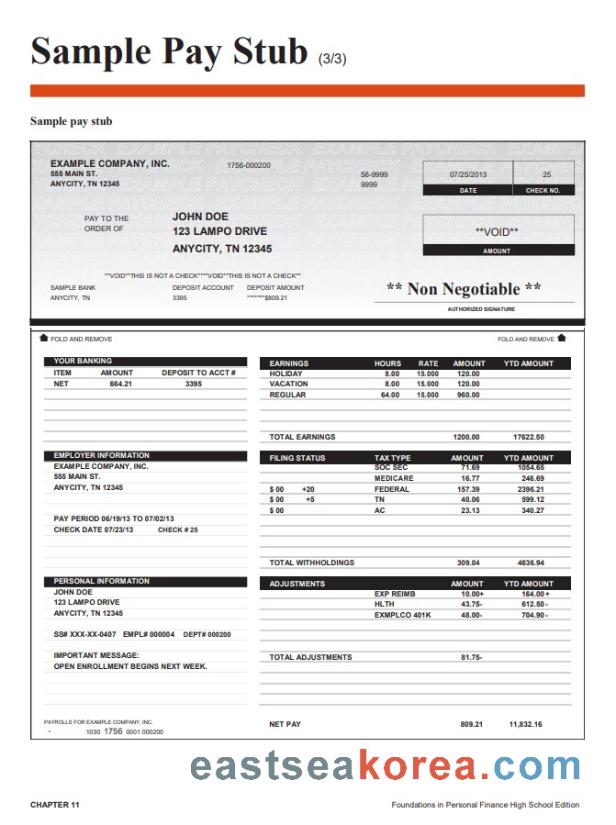 Sample Pay Stub (3/3)
Sample pay stub
EXAMPLE COMPANY, INC. 1756-000200
555 MAIN ST. 56-9999 07/25/2013 25
ANYCITY, TN 12345 9999
DATE CHECK NO.
PAY TO THE JOHN DOE
ORDER OF 123 LAMPO DRIVE **VOID**
ANYCITY, TN 12345 AMOUNT
**VOID**THIS IS NOT A CHECK****VOID**THIS IS NOT A CHECK**
SAMPLE BANK DEPOSIT ACCOUNT DEPOSIT AMOUNT ** Non Negotiable **
ANYCITY, TN 3395 *******$809.21
AUTHORIZED SIGNATURE
FOLD AND REMOVE FOLD AND REMOVE
YOUR BANKING
ITEM AMOUNT DEPOSIT TO ACCT #
NET 664.21 3395
EARNINGS HOURS RATE AMOUNT YTD AMOUNT
HOLIDAY 8.00 15.000 120.00
VACATION 8.00 15.000 120.00
REGULAR 64.00 15.000 960.00
TOTAL EARNINGS 1200.00 17622.50
EMPLOYER INFORMATION
EXAMPLE COMPANY, INC.
555 MAIN ST.
ANYCITY, TN 12345
PAY PERIOD 06/19/13 TO 07/02/13
CHECK DATE 07/23/13 CHECK # 25
FILING STATUS TAX TYPE AMOUNT YTD AMOUNT
SOC SEC 71.69 1054.65
MEDICARE 16.77 246.69
$ 00 +20 FEDERAL 157.39 2396.21
$ 00 +5 TN 40.06 599.12
$ 00 AC 23.13 340.27
TOTAL WITHHOLDINGS 309.04 4636.94
PERSONAL INFORMATION
JOHN DOE
123 LAMPO DRIVE
ANYCITY, TN 12345
SS# XXX-XX-0407 EMPL# 000004 DEPT# 000200
IMPORTANT MESSAGE:
OPEN ENROLLMENT BEGINS NEXT WEEK.
ADJUSTMENTS AMOUNT YTD AMOUNT
EXP REIMB 10.00+ 164.00+
HLTH 43.75- 612.50-
EXMPLCO 401K 48.00- 704.90-
TOTAL ADJUSTMENTS 81.75-
PAYROLLS FOR EXAMPLE COMPANY, INC.
* 1030 1756 0001 000200
NET PAY 809.21 11,832.16
eastseakorea.com
CHAPTER 11 Foundations in Personal Finance High School Edition